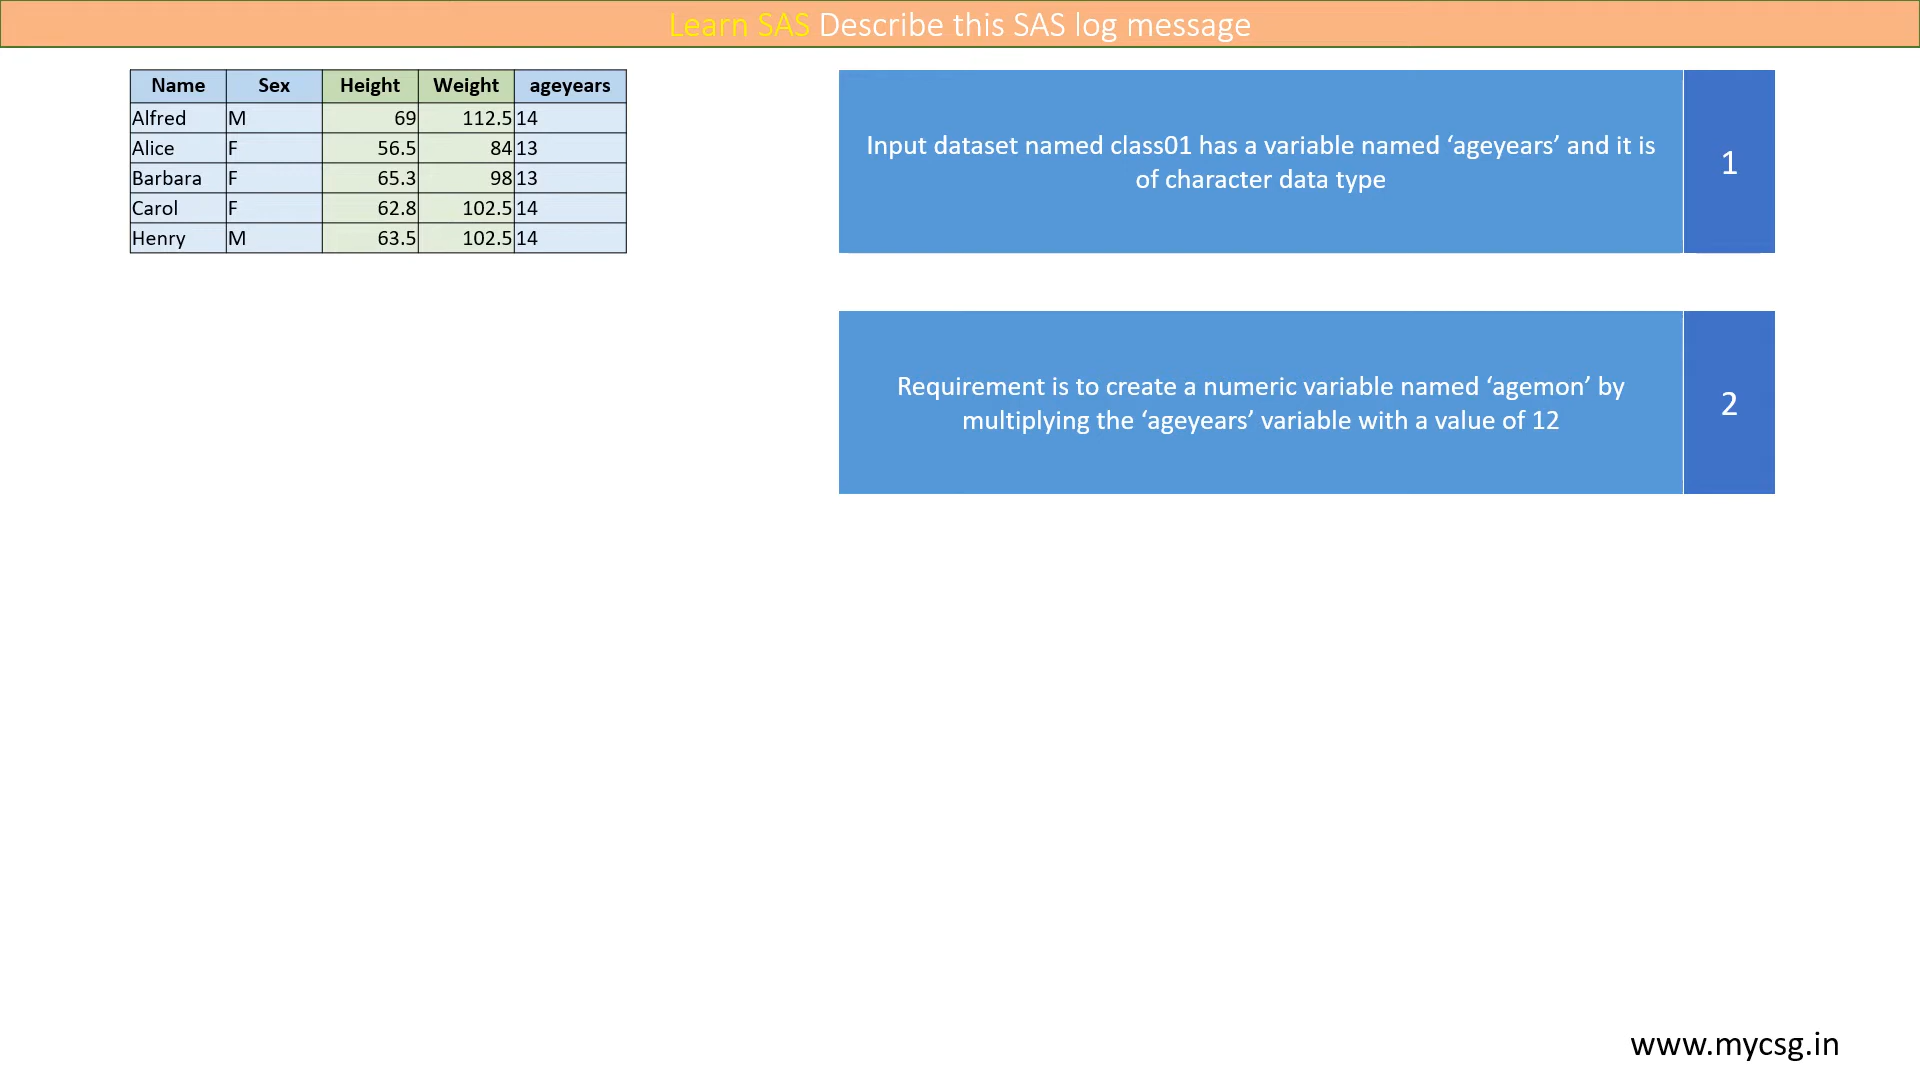 Learn SAS Describe this SAS log message
Name Sex Height Weight ageyears
Alfred M 69 112.5 14
Alice F 56.5 84 13
Barbara F 65.3 98 13
Carol F 62.8 102.5 14
Henry M 63.5 102.5 14
Input dataset named class01 has a variable named ‘ageyears’ and it is
of character data type
1
Requirement is to create a numeric variable named ‘agemon’ by
multiplying the ‘ageyears’ variable with a value of 12
2
www.mycsg.in